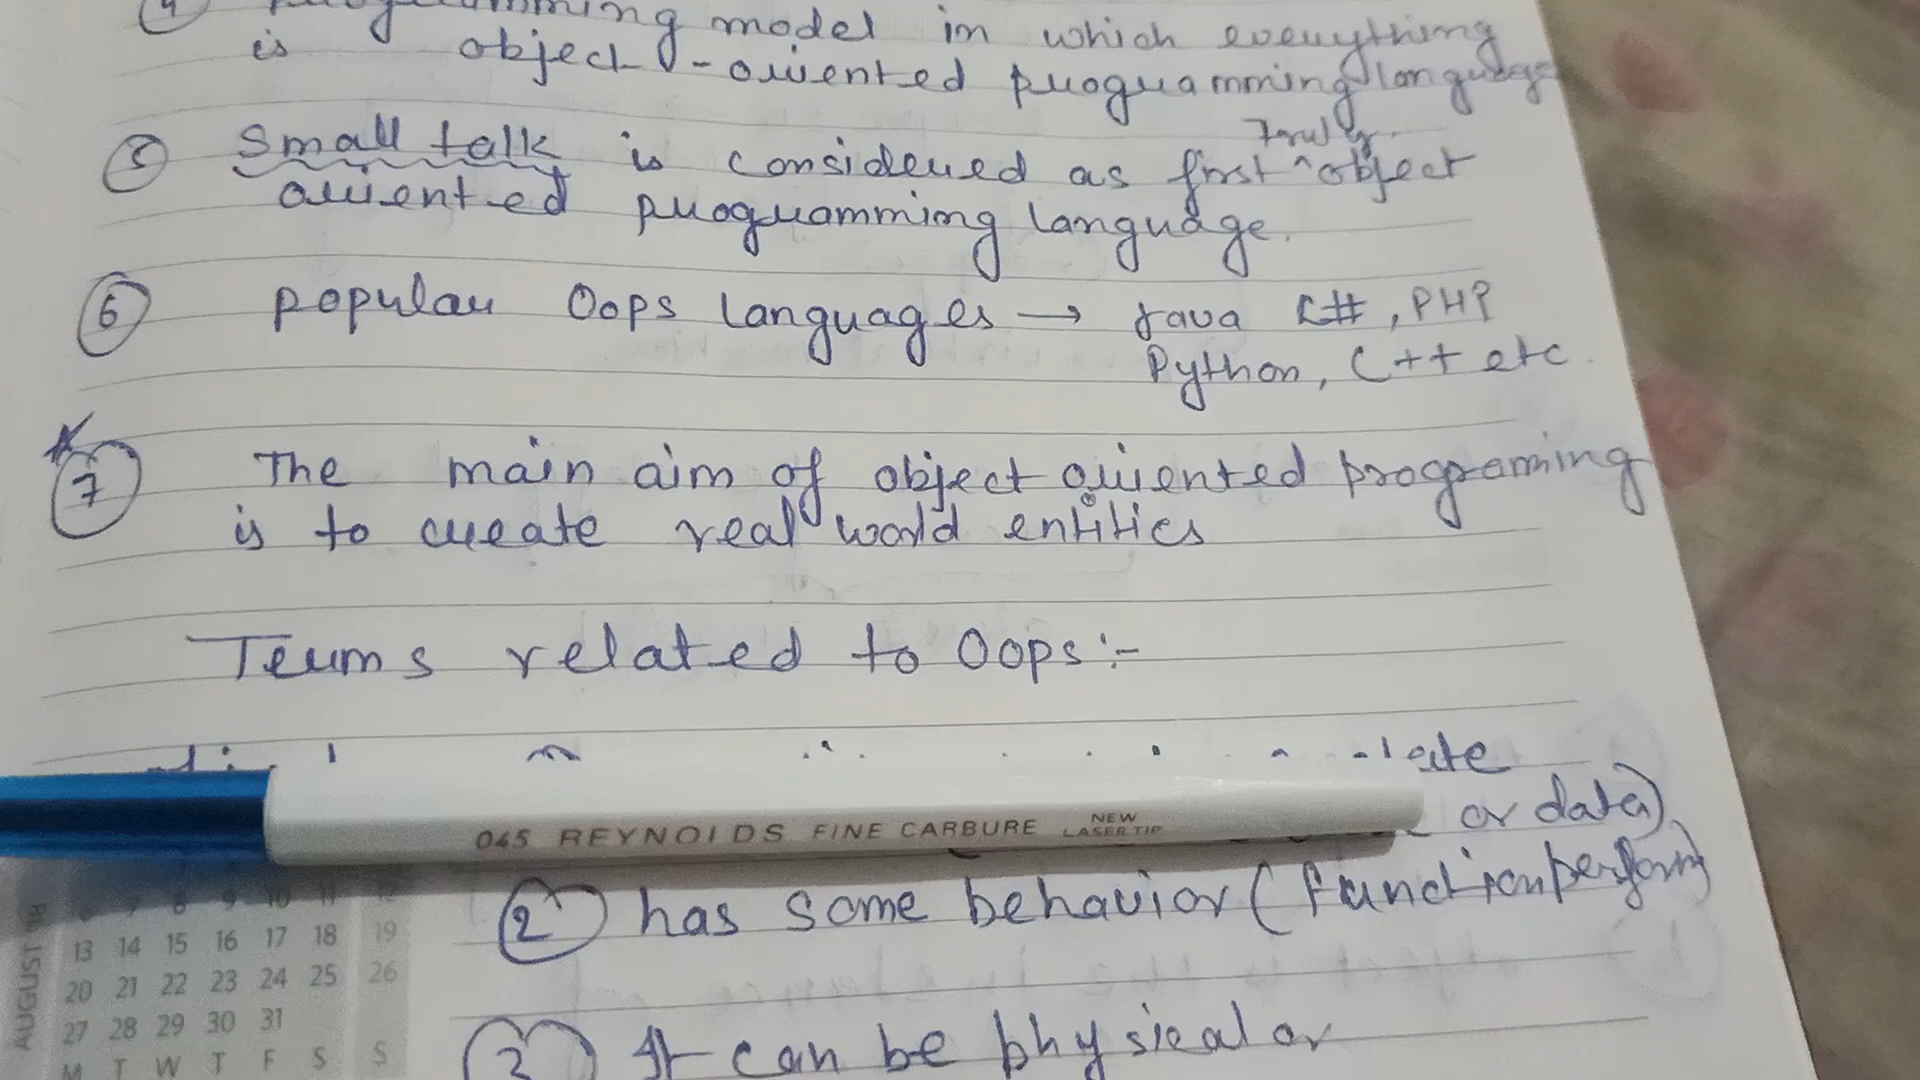 ④ programming model in which everything
is object-oriented programming language
⑤ Small talk is considered as first ^ Truly object
oriented programming language.
⑥ Popular Oops Languages → Java C#, PHP
Python, C++ etc.
⑦ The main aim of object oriented programing
is to create real world entities
Terms related to Oops:-
or data)
045 REYNOLDS FINE CARBURE NEW LASER TIP
② has some behavior (function perform)
It can be physical or
AUGUST
13 14 15 16 17 18 19
20 21 22 23 24 25 26
27 28 29 30 31
M T W T F S S